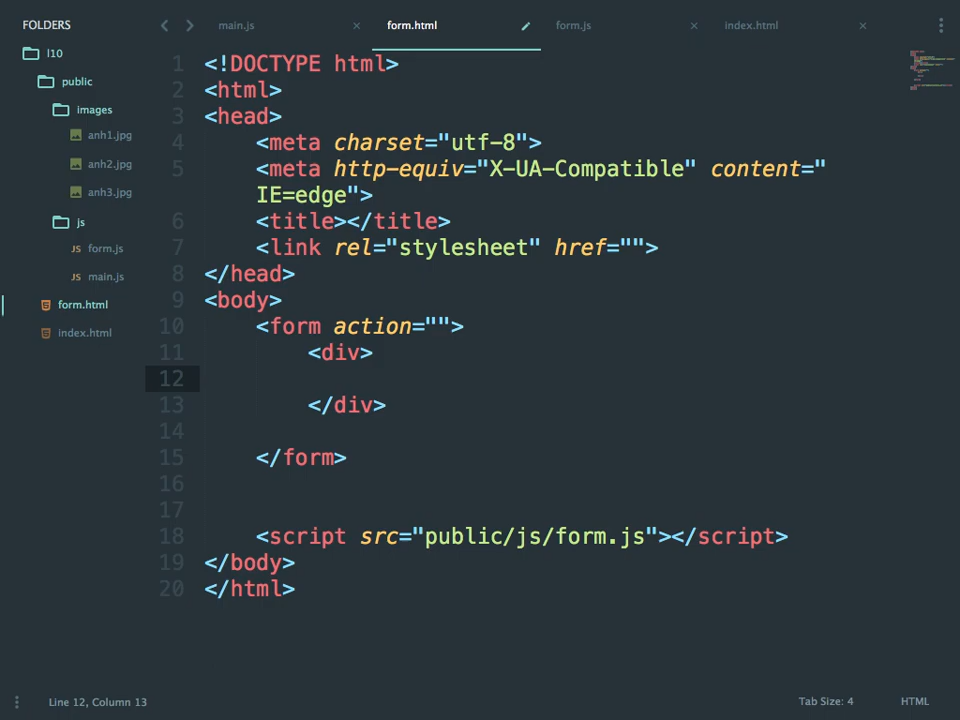 FOLDERS
l10
public
images
anh1.jpg
anh2.jpg
anh3.jpg
js
JS form.js
JS main.js
form.html
index.html
main.js × form.html form.js × index.html ×
1 <!DOCTYPE html>
2 <html>
3 <head>
4 <meta charset="utf-8">
5 <meta http-equiv="X-UA-Compatible" content="
IE=edge">
6 <title></title>
7 <link rel="stylesheet" href="">
8 </head>
9 <body>
10 <form action="">
11 <div>
12
13 </div>
14
15 </form>
16
17
18 <script src="public/js/form.js"></script>
19 </body>
20 </html>
Line 12, Column 13 Tab Size: 4 HTML